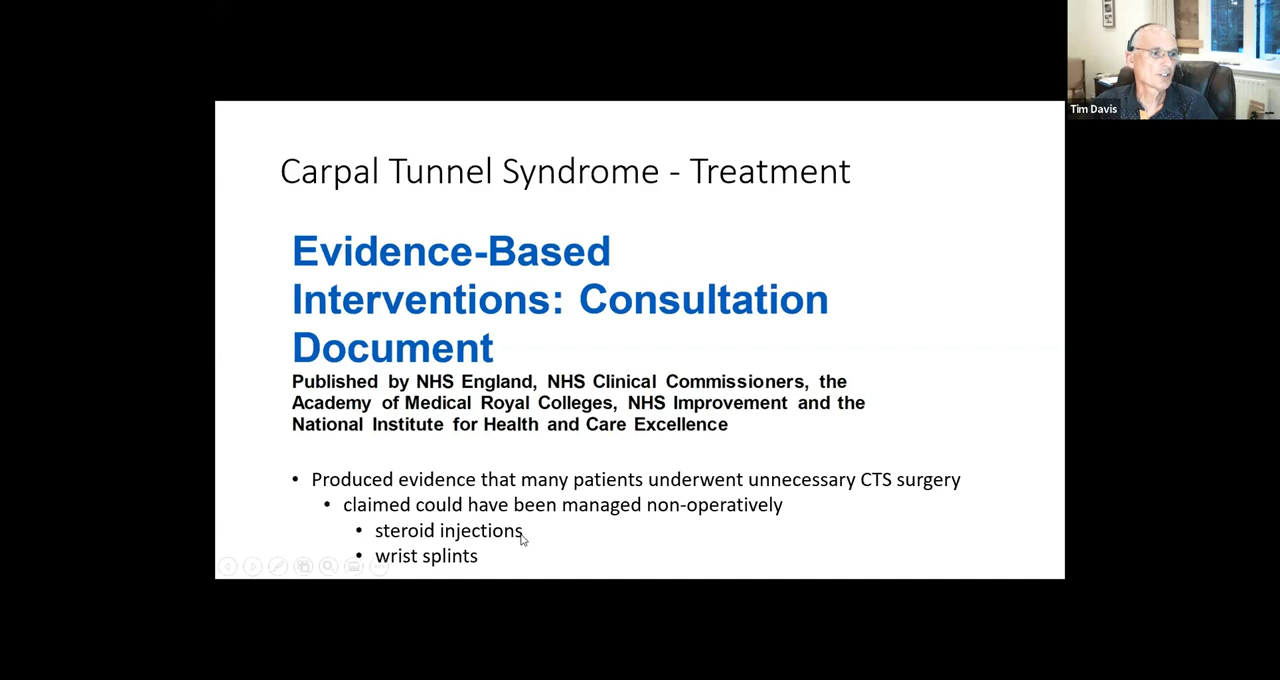 Tim Davis
Carpal Tunnel Syndrome - Treatment
Evidence-Based
Interventions: Consultation
Document
Published by NHS England, NHS Clinical Commissioners, the
Academy of Medical Royal Colleges, NHS Improvement and the
National Institute for Health and Care Excellence
• Produced evidence that many patients underwent unnecessary CTS surgery
• claimed could have been managed non-operatively
• steroid injections
• wrist splints